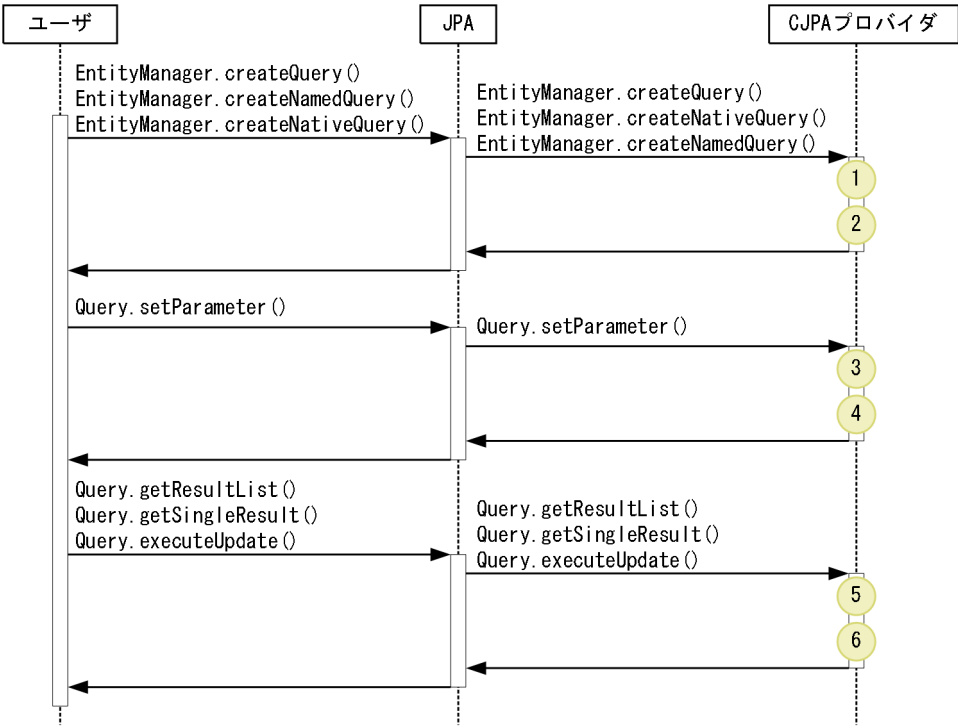 ユーザ
JPA
CJPAプロバイダ
EntityManager.createQuery()
EntityManager.createNamedQuery()
EntityManager.createNativeQuery()
EntityManager.createQuery()
EntityManager.createNativeQuery()
EntityManager.createNamedQuery()
1
2
Query.setParameter()
Query.setParameter()
3
4
Query.getResultList()
Query.getSingleResult()
Query.executeUpdate()
Query.getResultList()
Query.getSingleResult()
Query.executeUpdate()
5
6